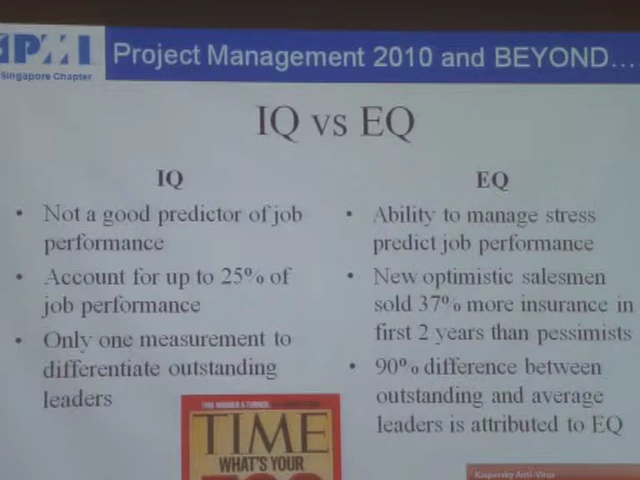 PMI
Singapore Chapter
Project Management 2010 and BEYOND....
IQ vs EQ
IQ
• Not a good predictor of job
performance
• Account for up to 25% of
job performance
• Only one measurement to
differentiate outstanding
leaders
EQ
• Ability to manage stress
predict job performance
• New optimistic salesmen
sold 37% more insurance in
first 2 years than pessimists
• 90% difference between
outstanding and average
leaders is attributed to EQ
TIME
WHAT'S YOUR
Kaspersky Anti-Virus